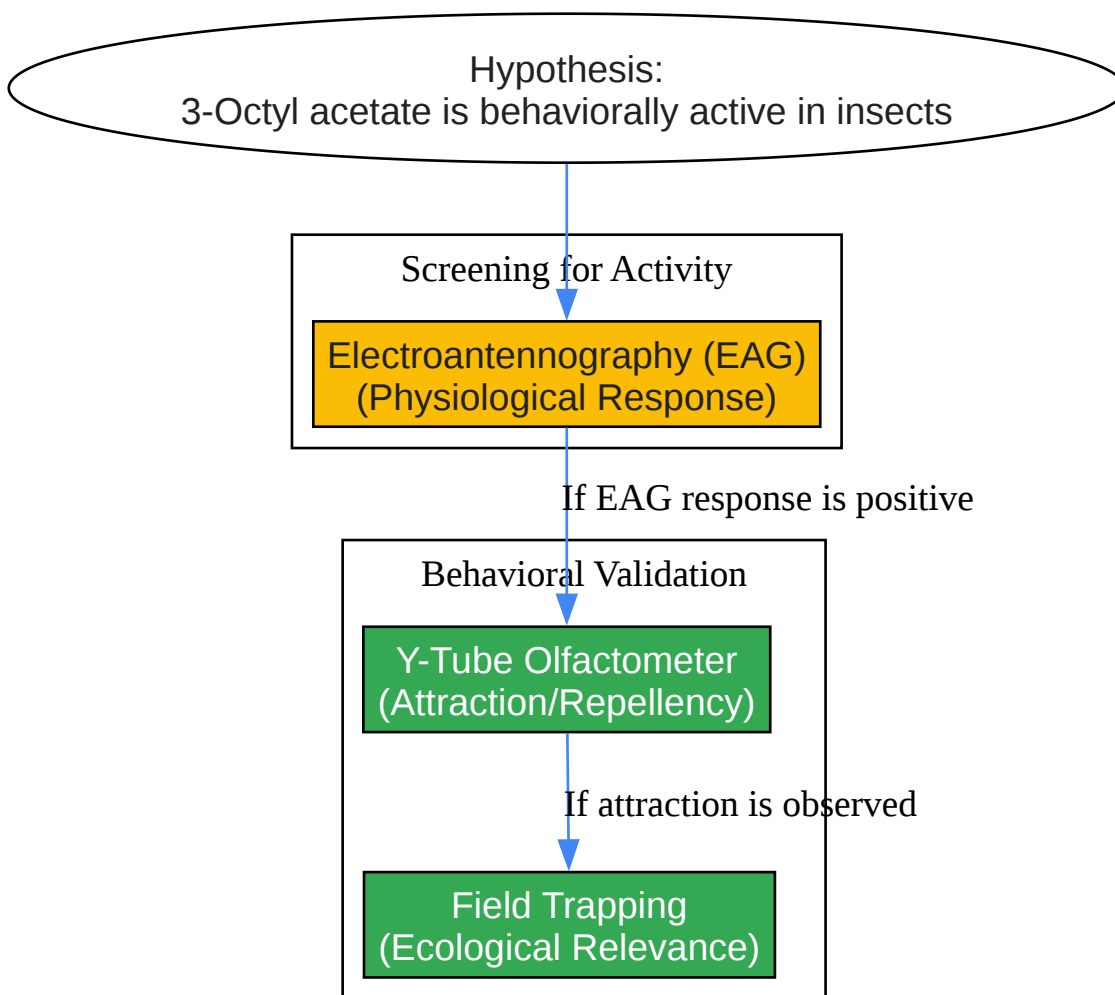 Hypothesis:
3-Octyl acetate is behaviorally active in insects
Screening for Activity
Electroantennography (EAG)
(Physiological Response)
If EAG response is positive
Behavioral Validation
Y-Tube Olfactometer
(Attraction/Repellency)
If attraction is observed
Field Trapping
(Ecological Relevance)